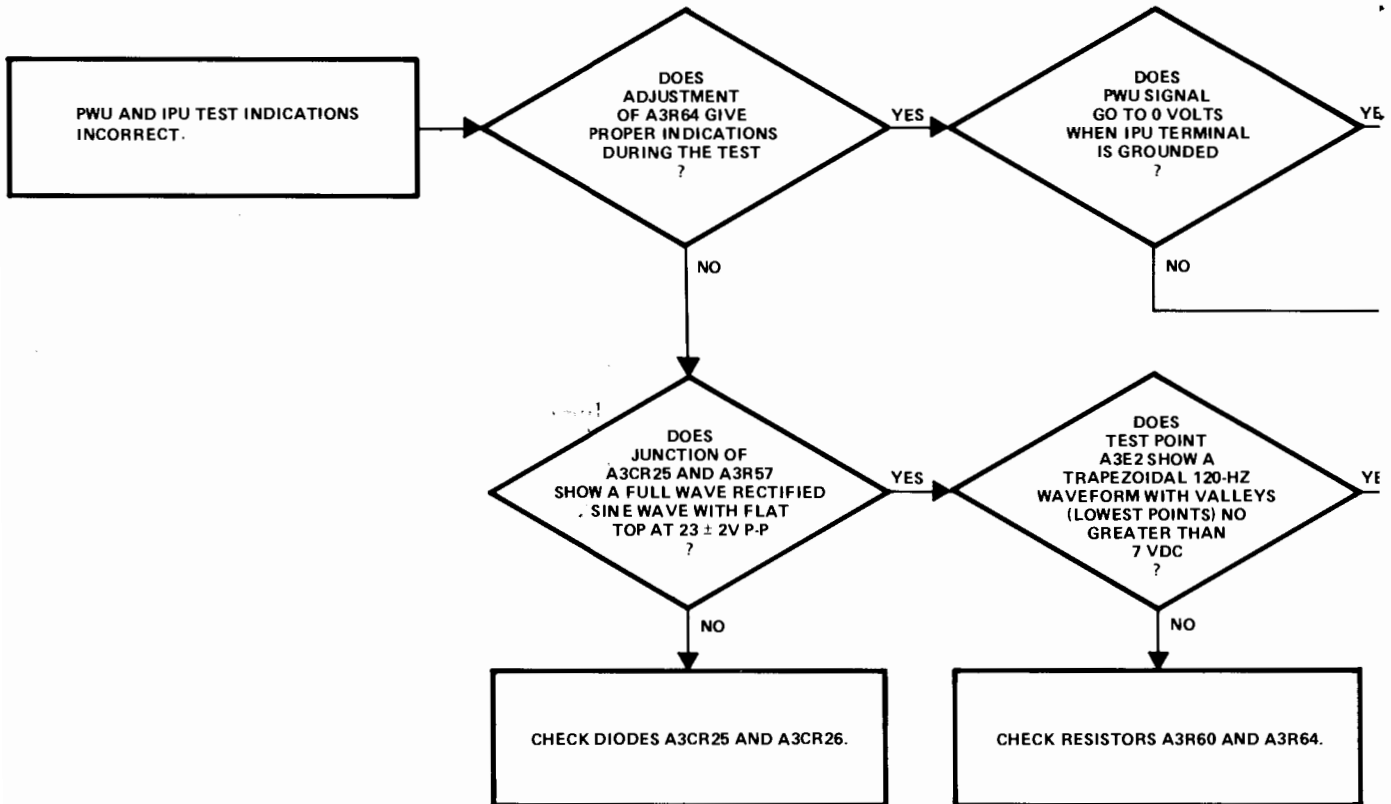 PWU AND IPU TEST INDICATIONS
INCORRECT.
DOES
ADJUSTMENT
OF A3R64 GIVE
PROPER INDICATIONS
DURING THE TEST
?
YES
NO
DOES
PWU SIGNAL
GO TO 0 VOLTS
WHEN IPU TERMINAL
IS GROUNDED
?
YE
NO
DOES
JUNCTION OF
A3CR25 AND A3R57
SHOW A FULL WAVE RECTIFIED
SINE WAVE WITH FLAT
TOP AT 23 ± 2V P-P
?
YES
NO
DOES
TEST POINT
A3E2 SHOW A
TRAPEZOIDAL 120-HZ
WAVEFORM WITH VALLEYS
(LOWEST POINTS) NO
GREATER THAN
7 VDC
?
YE
NO
CHECK DIODES A3CR25 AND A3CR26.
CHECK RESISTORS A3R60 AND A3R64.